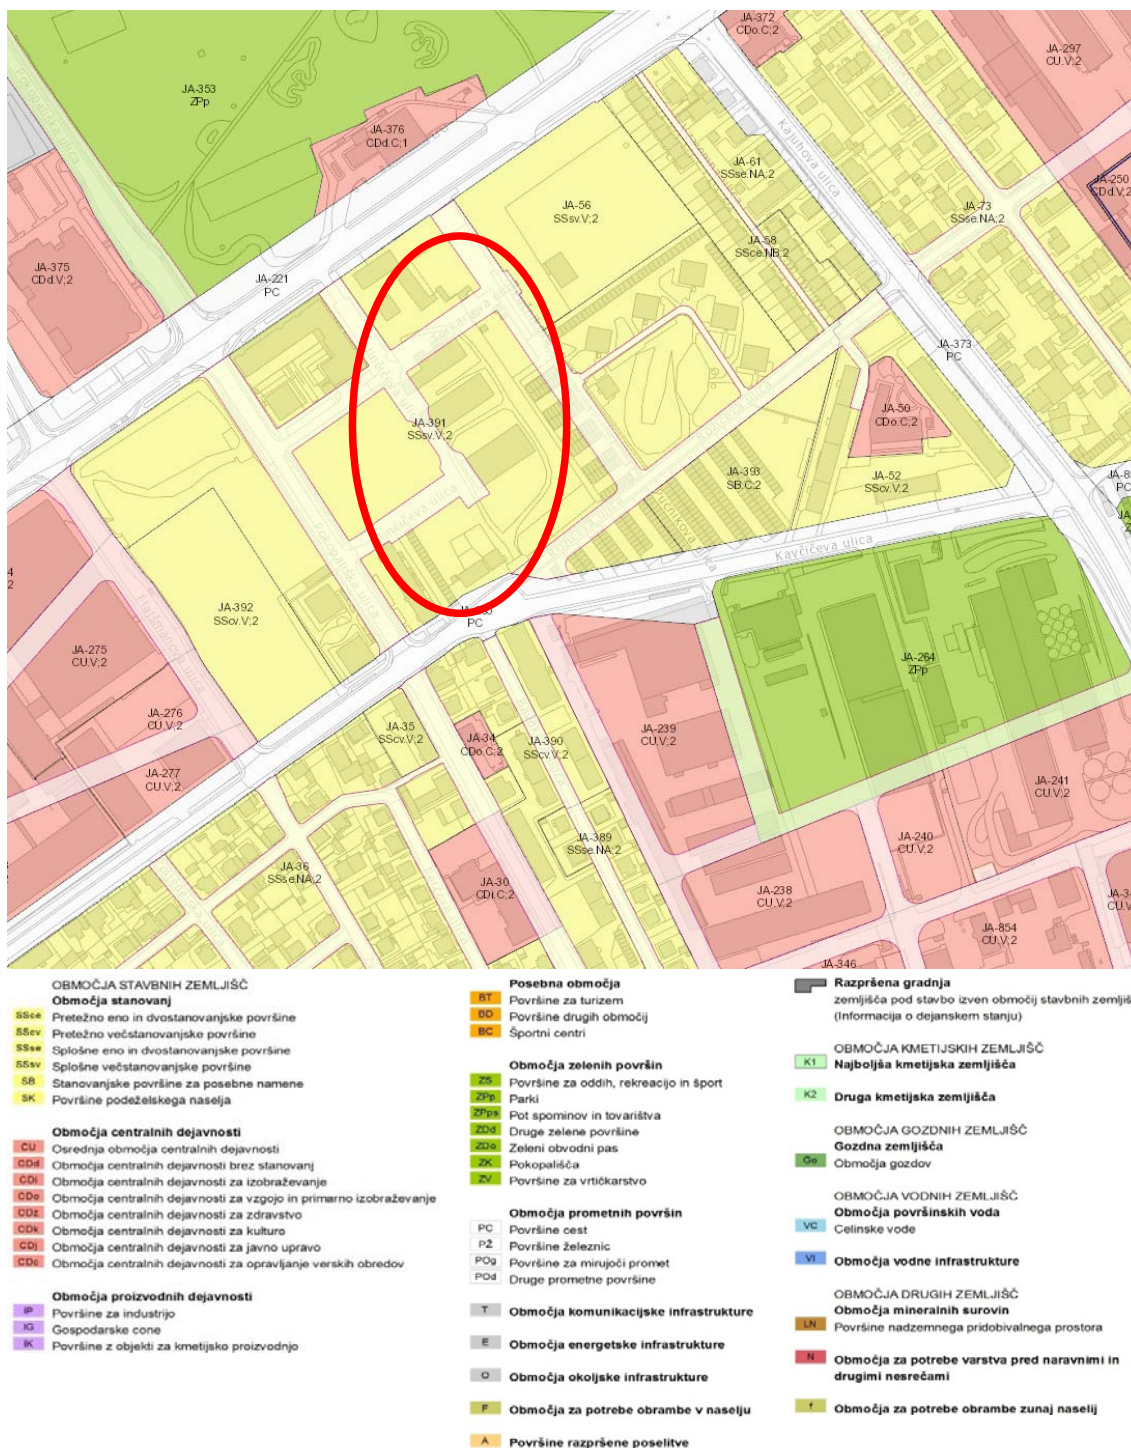 JA-372
CDo.C;2
JA-297
CU.V;2
JA-353
ZPp
JA-376
CDd.C;1
Kajuhova ulica
JA-61
SSse.NA;2
JA-250
CDd.V;2
JA-56
SSsv.V;2
JA-73
SSse.NA;2
JA-58
SSce.NB;2
JA-375
CDd.V;2
JA-221
PC
JA-373
PC
JA-50
CDo.C;2
JA-391
SSsv.V;2
JA-393
SB.C;2
JA-52
SScv.V;2
PC
Kavčičeva ulica
Pokopališka ulica
Flajšmanova ulica
JA-392
SScv.V;2
PC
JA-264
ZPp
JA-275
CU.V;2
JA-276
CU.V;2
JA-277
CU.V;2
JA-35
SScv.V;2
JA-34
CDo.C;2
JA-390
SScv.V;2
JA-239
CU.V;2
JA-241
CU.V;2
JA-389
SSse.NA;2
JA-240
CU.V;2
JA-36
SSse.NA;2
JA-30
CDi.C;2
JA-238
CU.V;2
JA-854
CU.V;2
JA-346
OBMOČJA STAVBNIH ZEMLJIŠČ
Območja stanovanj
SSce Pretežno eno in dvostanovanjske površine
SScv Pretežno večstanovanjske površine
SSse Splošne eno in dvostanovanjske površine
SSsv Splošne večstanovanjske površine
SB Stanovanjske površine za posebne namene
SK Površine podeželskega naselja
Območja centralnih dejavnosti
CU Osrednja območja centralnih dejavnosti
CDd Območja centralnih dejavnosti brez stanovanj
CDi Območja centralnih dejavnosti za izobraževanje
CDo Območja centralnih dejavnosti za vzgojo in primarno izobraževanje
CDz Območja centralnih dejavnosti za zdravstvo
CDk Območja centralnih dejavnosti za kulturo
CDj Območja centralnih dejavnosti za javno upravo
CDc Območja centralnih dejavnosti za opravljanje verskih obredov
Območja proizvodnih dejavnosti
IP Površine za industrijo
IG Gospodarske cone
IK Površine z objekti za kmetijsko proizvodnjo
Posebna območja
BT Površine za turizem
BD Površine drugih območij
BC Športni centri
Območja zelenih površin
ZS Površine za oddih, rekreacijo in šport
ZPp Parki
ZPps Pot spominov in tovarištva
ZDd Druge zelene površine
ZDo Zeleni obvodni pas
ZK Pokopališča
ZV Površine za vrtičkarstvo
Območja prometnih površin
PC Površine cest
PŽ Površine železnic
POg Površine za mirujoči promet
POd Druge prometne površine
T Območja komunikacijske infrastrukture
E Območja energetske infrastrukture
O Območja okoljske infrastrukture
F Območja za potrebe obrambe v naselju
A Površine razpršene poselitve
Razpršena gradnja
zemljišča pod stavbo izven območij stavbnih zemljiš
(Informacija o dejanskem stanju)
OBMOČJA KMETIJSKIH ZEMLJIŠČ
K1 Najboljša kmetijska zemljišča
K2 Druga kmetijska zemljišča
OBMOČJA GOZDNIH ZEMLJIŠČ
Gozdna zemljišča
Go Območja gozdov
OBMOČJA VODNIH ZEMLJIŠČ
Območja površinskih voda
VC Celinske vode
VI Območja vodne infrastrukture
OBMOČJA DRUGIH ZEMLJIŠČ
Območja mineralnih surovin
LN Površine nadzemnega pridobivalnega prostora
N Območja za potrebe varstva pred naravnimi in
drugimi nesrečami
f Območja za potrebe obrambe zunaj naselij